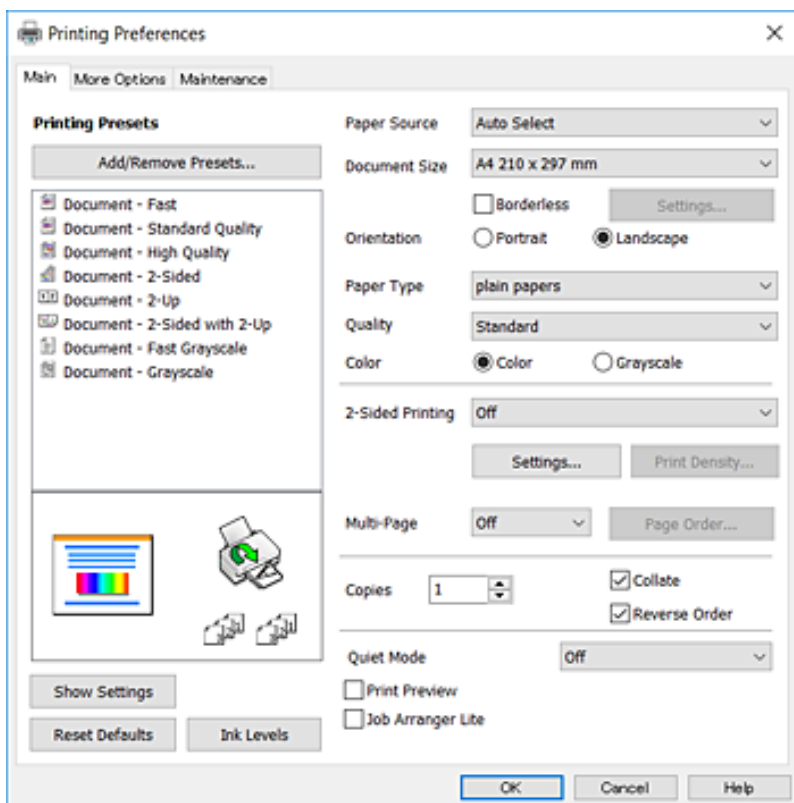 Printing Preferences
Main More Options Maintenance
Printing Presets
Add/Remove Presets...
Document - Fast
Document - Standard Quality
Document - High Quality
Document - 2-Sided
Document - 2-Up
Document - 2-Sided with 2-Up
Document - Fast Grayscale
Document - Grayscale
Show Settings
Reset Defaults Ink Levels
Paper Source Auto Select
Document Size A4 210 x 297 mm
Borderless Settings...
Orientation Portrait Landscape
Paper Type plain papers
Quality Standard
Color Color Grayscale
2-Sided Printing Off
Settings... Print Density...
Multi-Page Off Page Order...
Copies 1 Collate
Reverse Order
Quiet Mode Off
Print Preview
Job Arranger Lite
OK Cancel Help